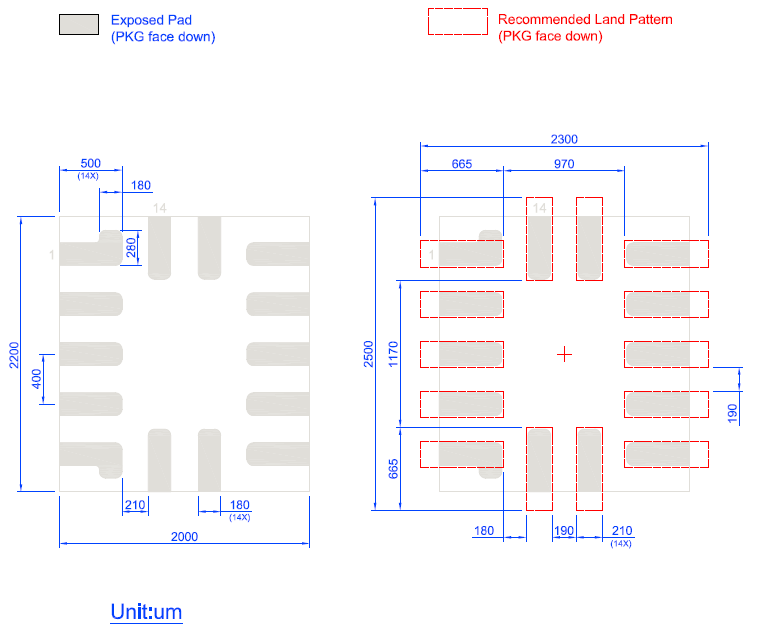 Exposed Pad
(PKG face down)
Recommended Land Pattern
(PKG face down)
500
(14X)
180
14
1
280
2200
400
210
180
(14X)
2000
2300
665
970
14
1
2500
1170
665
190
180
190
210
(14X)
Unit:um